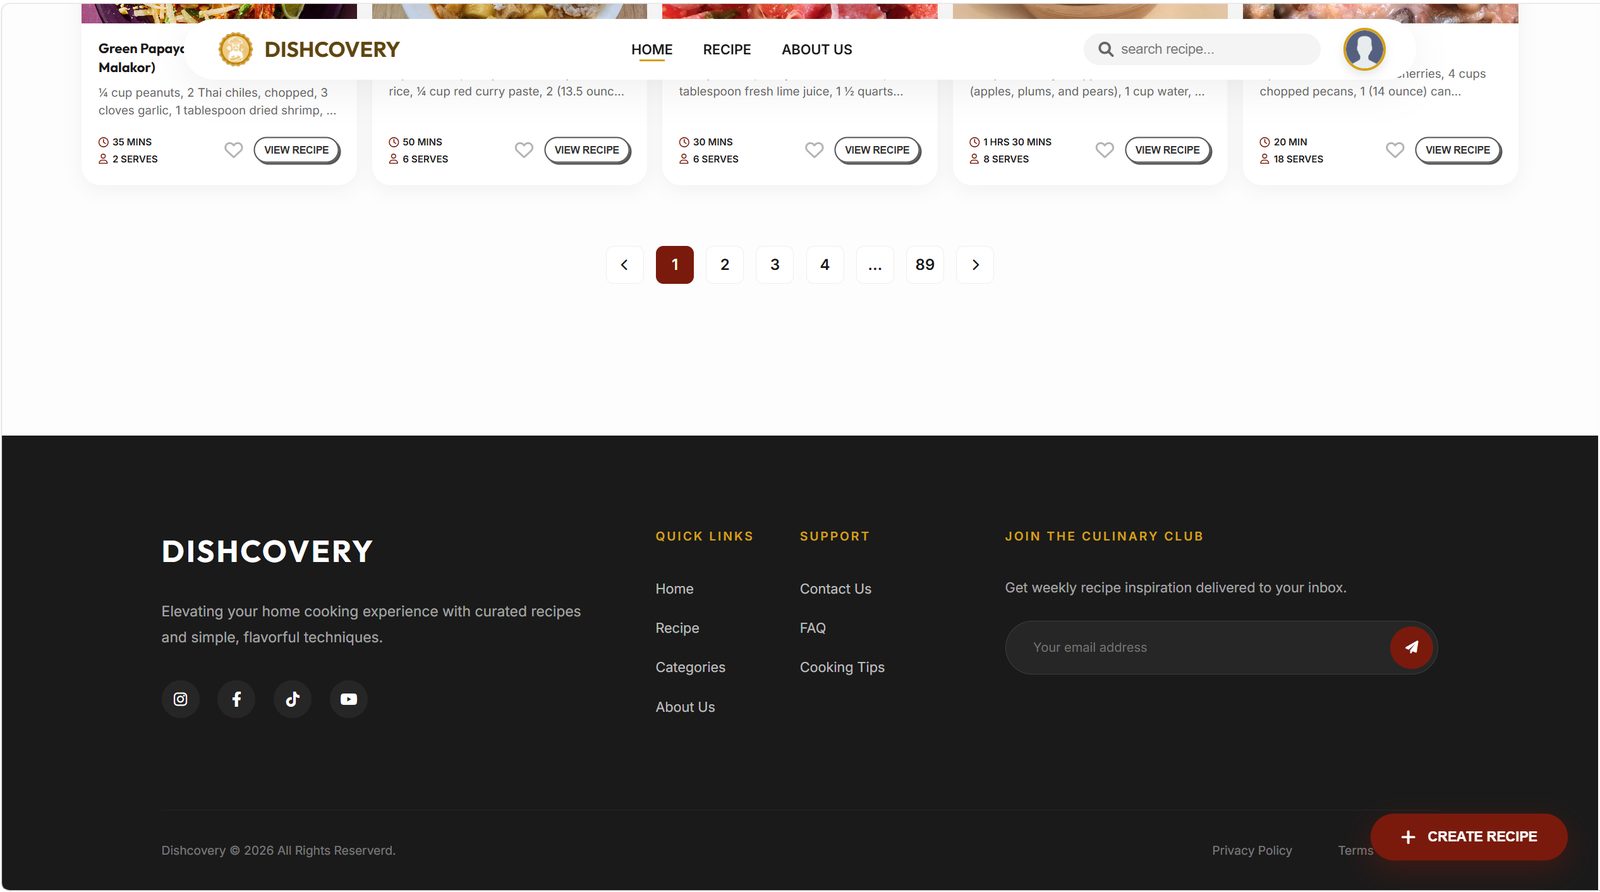 DISHCOVERY
HOME
RECIPE
ABOUT US
search recipe...
Green Papaya
Malakor)
¼ cup peanuts, 2 Thai chiles, chopped, 3
cloves garlic, 1 tablespoon dried shrimp, ...
35 MINS
2 SERVES
VIEW RECIPE
rice, ¼ cup red curry paste, 2 (13.5 ounc...
50 MINS
6 SERVES
VIEW RECIPE
tablespoon fresh lime juice, 1 ½ quarts...
30 MINS
6 SERVES
VIEW RECIPE
(apples, plums, and pears), 1 cup water, ...
1 HRS 30 MINS
8 SERVES
VIEW RECIPE
cherries, 4 cups
chopped pecans, 1 (14 ounce) can...
20 MIN
18 SERVES
VIEW RECIPE
1 2 3 4 ... 89
DISHCOVERY
Elevating your home cooking experience with curated recipes
and simple, flavorful techniques.
QUICK LINKS
Home
Recipe
Categories
About Us
SUPPORT
Contact Us
FAQ
Cooking Tips
JOIN THE CULINARY CLUB
Get weekly recipe inspiration delivered to your inbox.
Your email address
Dishcovery © 2026 All Rights Reserverd.
Privacy Policy
Terms
CREATE RECIPE